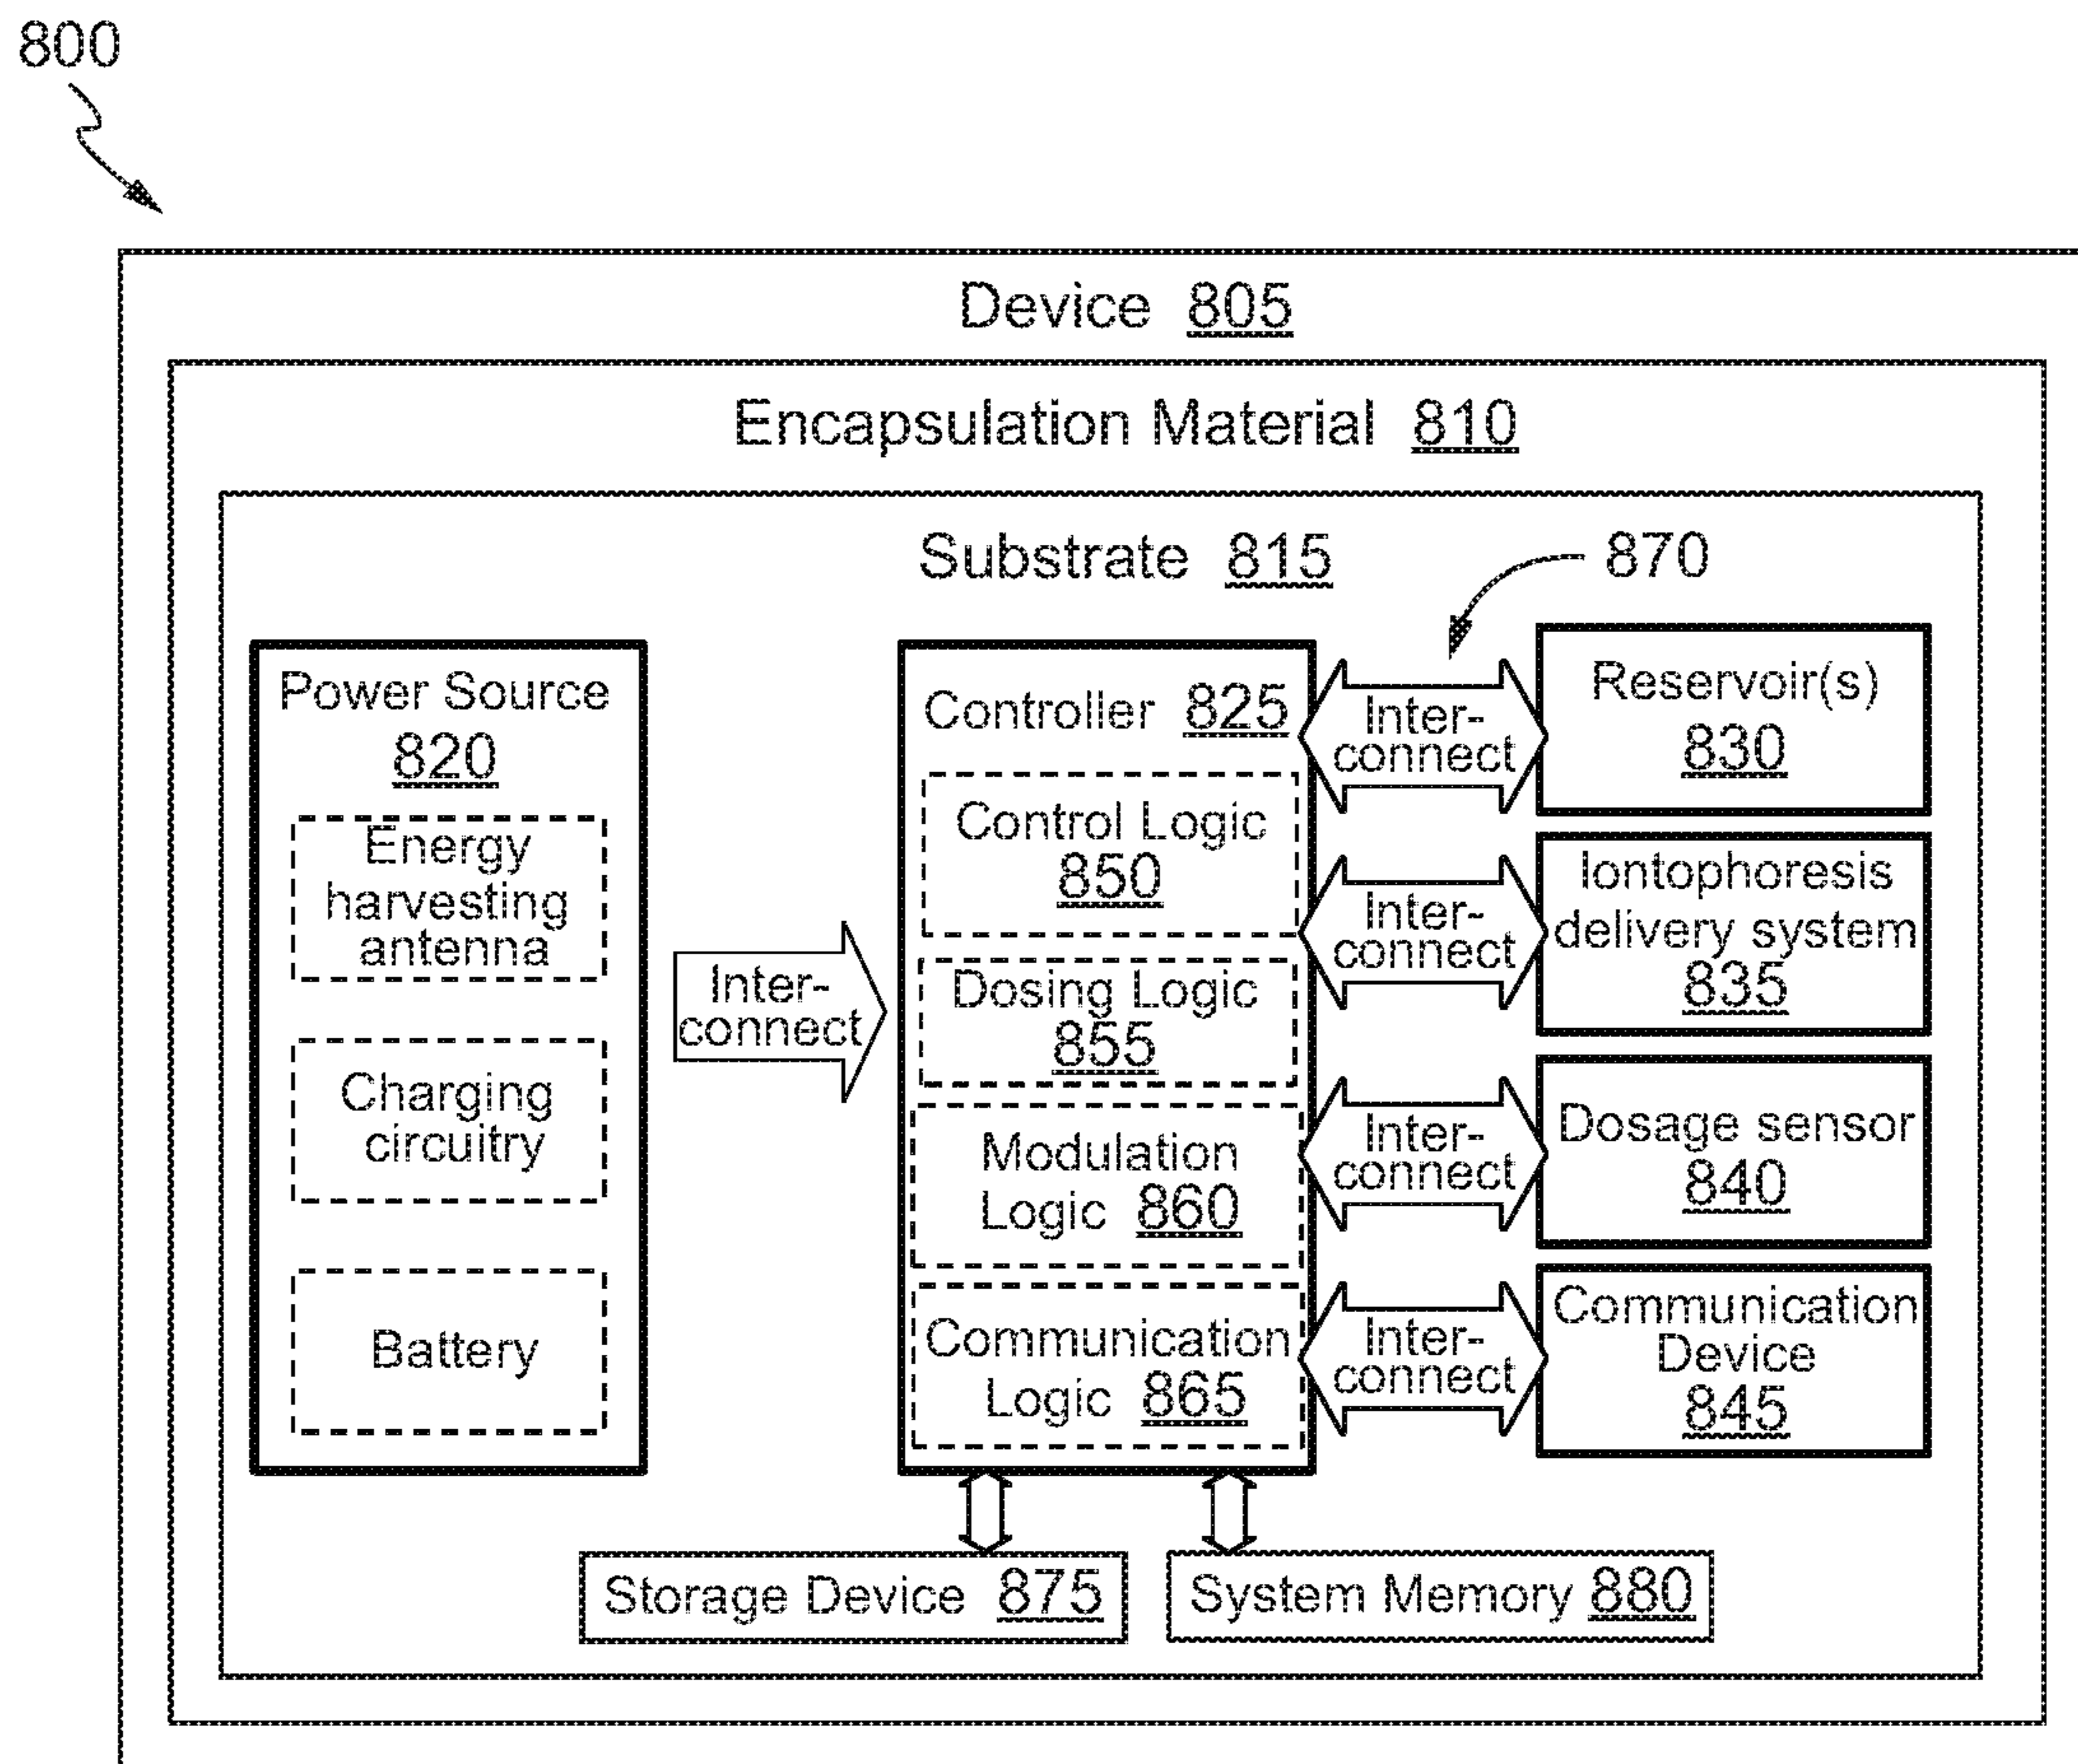 800
Device 805
Encapsulation Material 810
Substrate 815
870
Power Source
820
Energy
harvesting
antenna
Charging
circuitry
Battery
Inter-
connect
Controller 825
Control Logic
850
Dosing Logic
855
Modulation
Logic 860
Communication
Logic 865
Inter-
connect
Reservoir(s)
830
Inter-
connect
Iontophoresis
delivery system
835
Inter-
connect
Dosage sensor
840
Inter-
connect
Communication
Device
845
Storage Device 875
System Memory 880